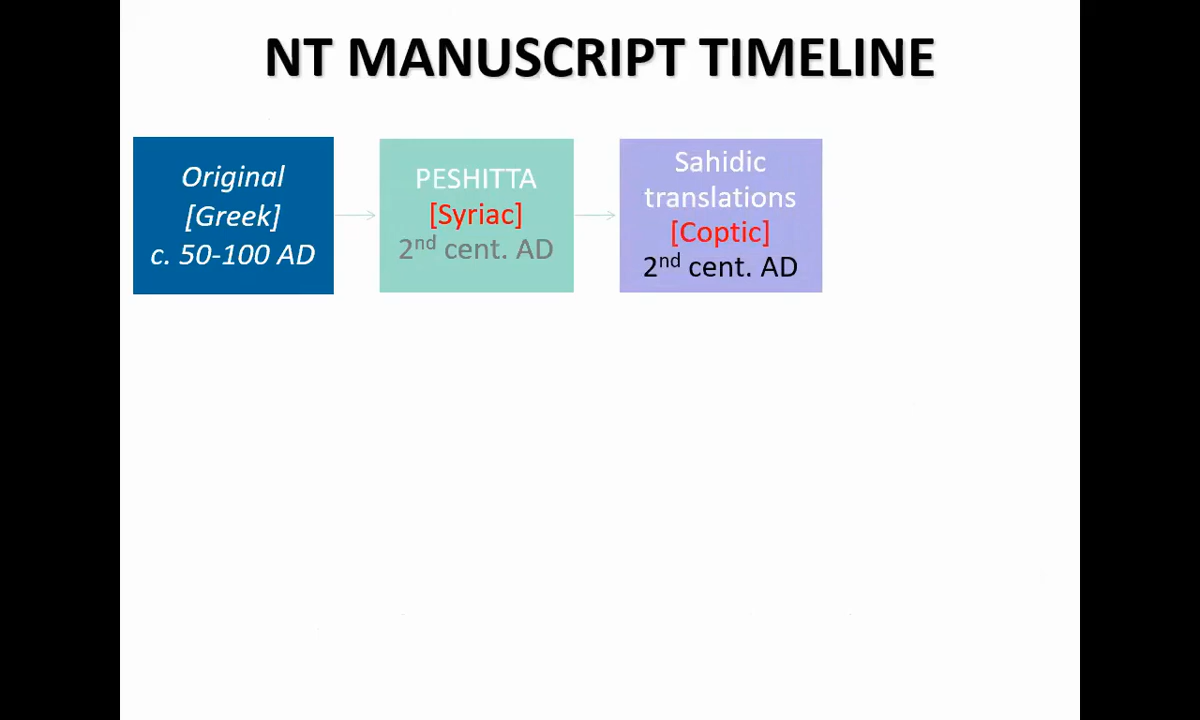 NT MANUSCRIPT TIMELINE
Original
[Greek]
c. 50-100 AD
PESHITTA
[Syriac]
2nd cent. AD
Sahidic
translations
[Coptic]
2nd cent. AD